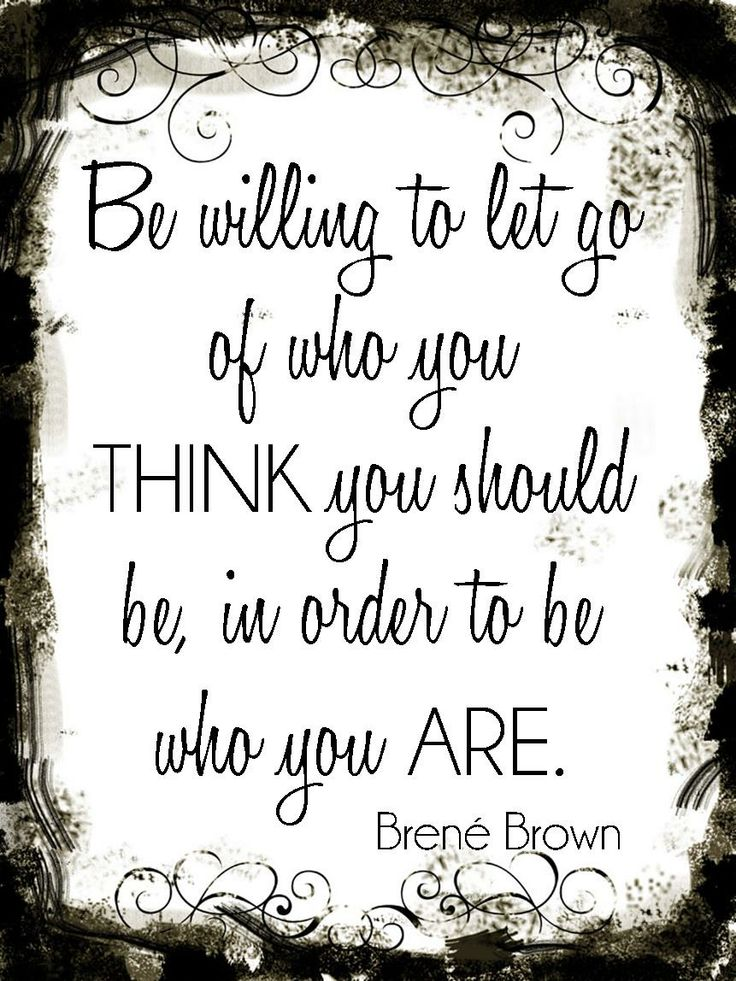 Be willing to let go
of who you
THINK you should
be, in order to be
who you ARE.
Brené Brown